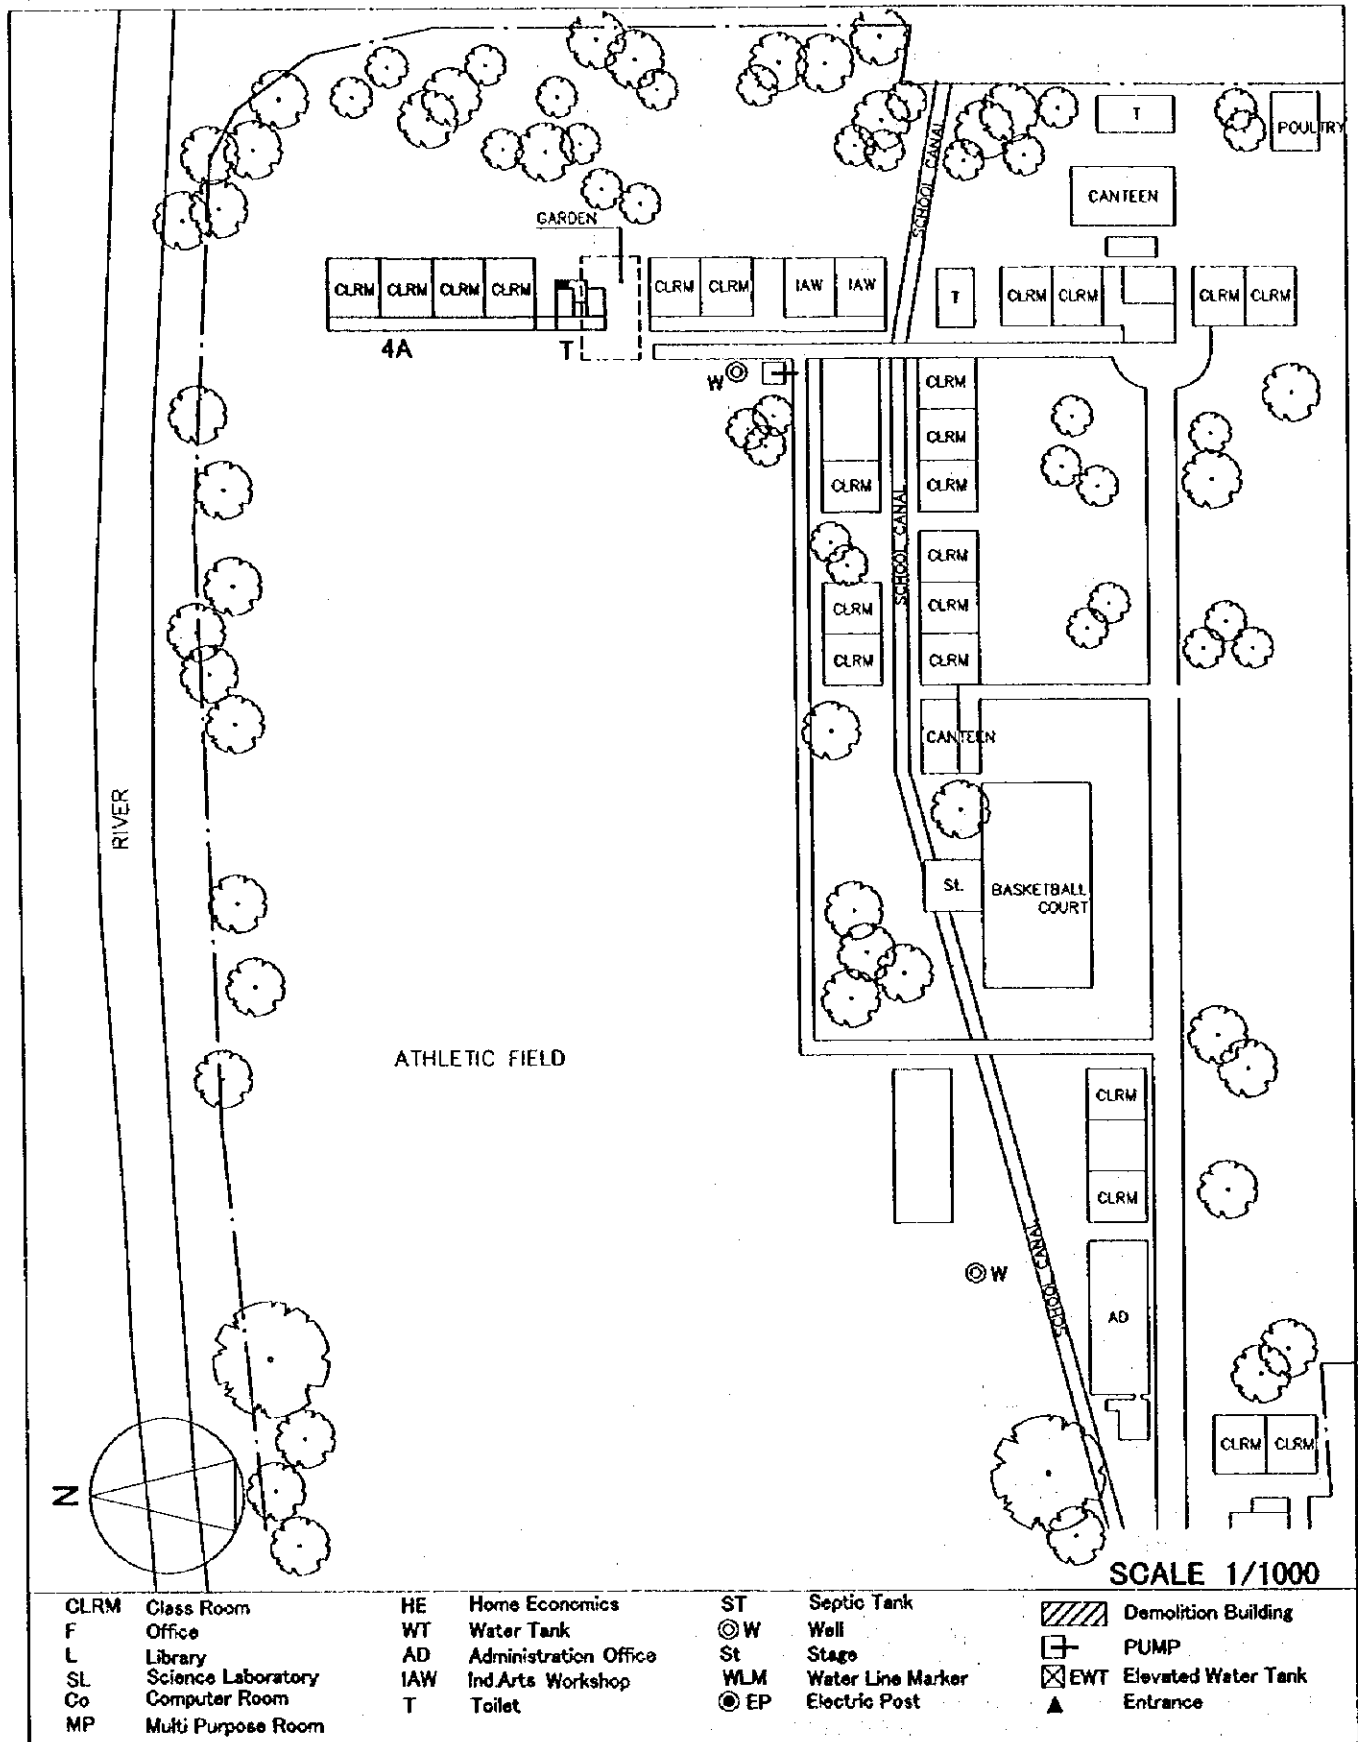 T
POULTRY
SCHOOL CANAL
CANTEEN
GARDEN
CLRM CLRM CLRM CLRM
CLRM CLRM
IAW IAW
T
CLRM CLRM
CLRM CLRM
4A
T
W
CLRM
CLRM
CLRM
CLRM
SCHOOL CANAL
CLRM
CLRM
CLRM
CLRM
CLRM
CANTEEN
RIVER
St.
BASKETBALL
COURT
ATHLETIC FIELD
CLRM
CLRM
SCHOOL CANAL
W
AD
CLRM CLRM
N
SCALE 1/1000
CLRM Class Room
F Office
L Library
SL Science Laboratory
Co Computer Room
MP Multi Purpose Room
HE Home Economics
WT Water Tank
AD Administration Office
IAW Ind.Arts Workshop
T Toilet
ST Septic Tank
W Well
St Stage
WLM Water Line Marker
EP Electric Post
Demolition Building
PUMP
EWT Elevated Water Tank
Entrance